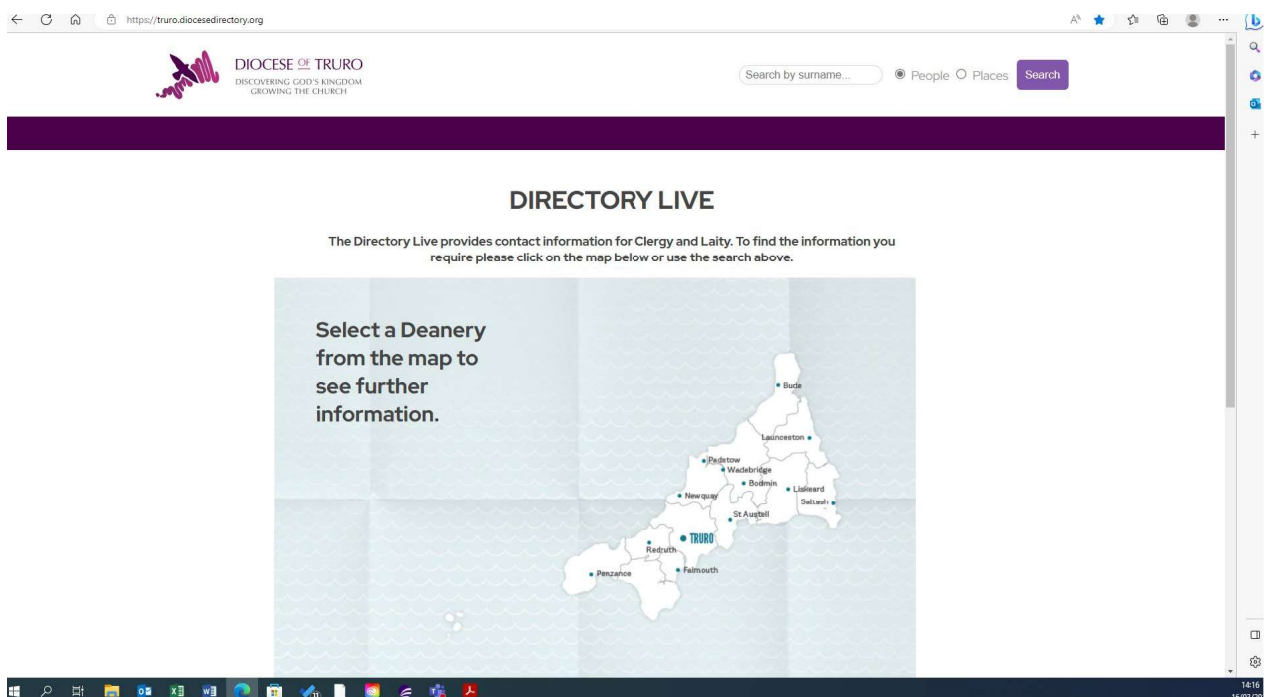 https://truro.diocesedirectory.org
DIOCESE OF TRURO
DISCOVERING GOD'S KINGDOM
GROWING THE CHURCH
Search by surname...
People
Places
Search
DIRECTORY LIVE
The Directory Live provides contact information for Clergy and Laity. To find the information you
require please click on the map below or use the search above.
Select a Deanery
from the map to
see further
information.
Bude
Launceston
Padstow
Wadebridge
Bodmin
Liskeard
Newquay
Saltash
St Austell
TRURO
Redruth
Falmouth
Penzance
14:16